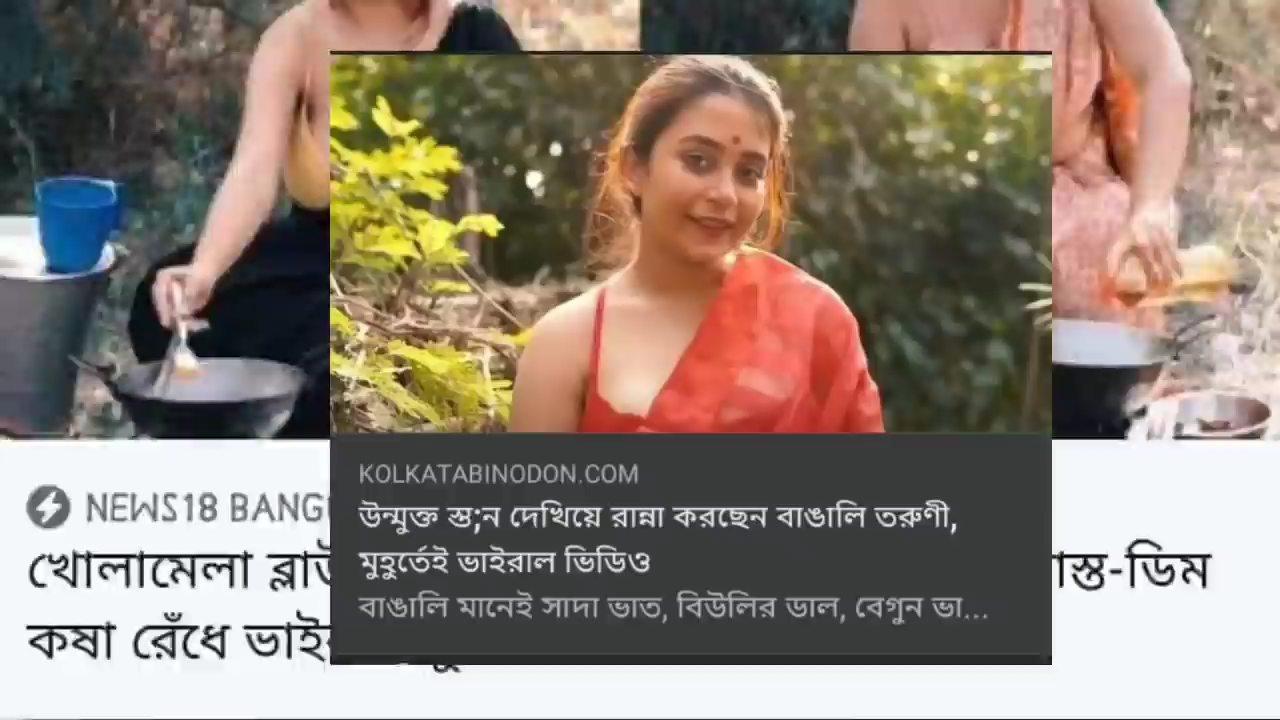 KOLKATABINODON.COM
উন্মুক্ত স্ত;ন দেখিয়ে রান্না করছেন বাঙালি তরুণী,
মুহুর্তেই ভাইরাল ভিডিও
বাঙালি মানেই সাদা ভাত, বিউলির ডাল, বেগুন ভা...
NEWS18 BANG
খোলামেলা ব্লা
স্ত-ডিম
কষা রেঁধে ভাই